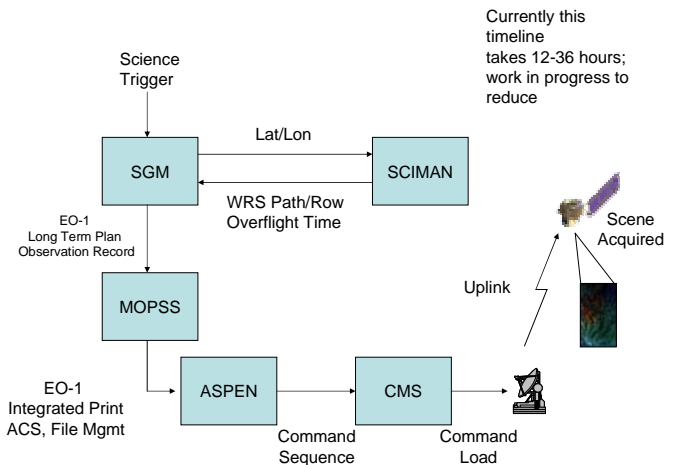 Currently this
timeline
takes 12-36 hours;
work in progress to
reduce
Science
Trigger
Lat/Lon
SGM
SCIMAN
WRS Path/Row
Overflight Time
EO-1
Long Term Plan
Observation Record
Scene
Acquired
Uplink
MOPSS
ASPEN
CMS
EO-1
Integrated Print
ACS, File Mgmt
Command
Sequence
Command
Load